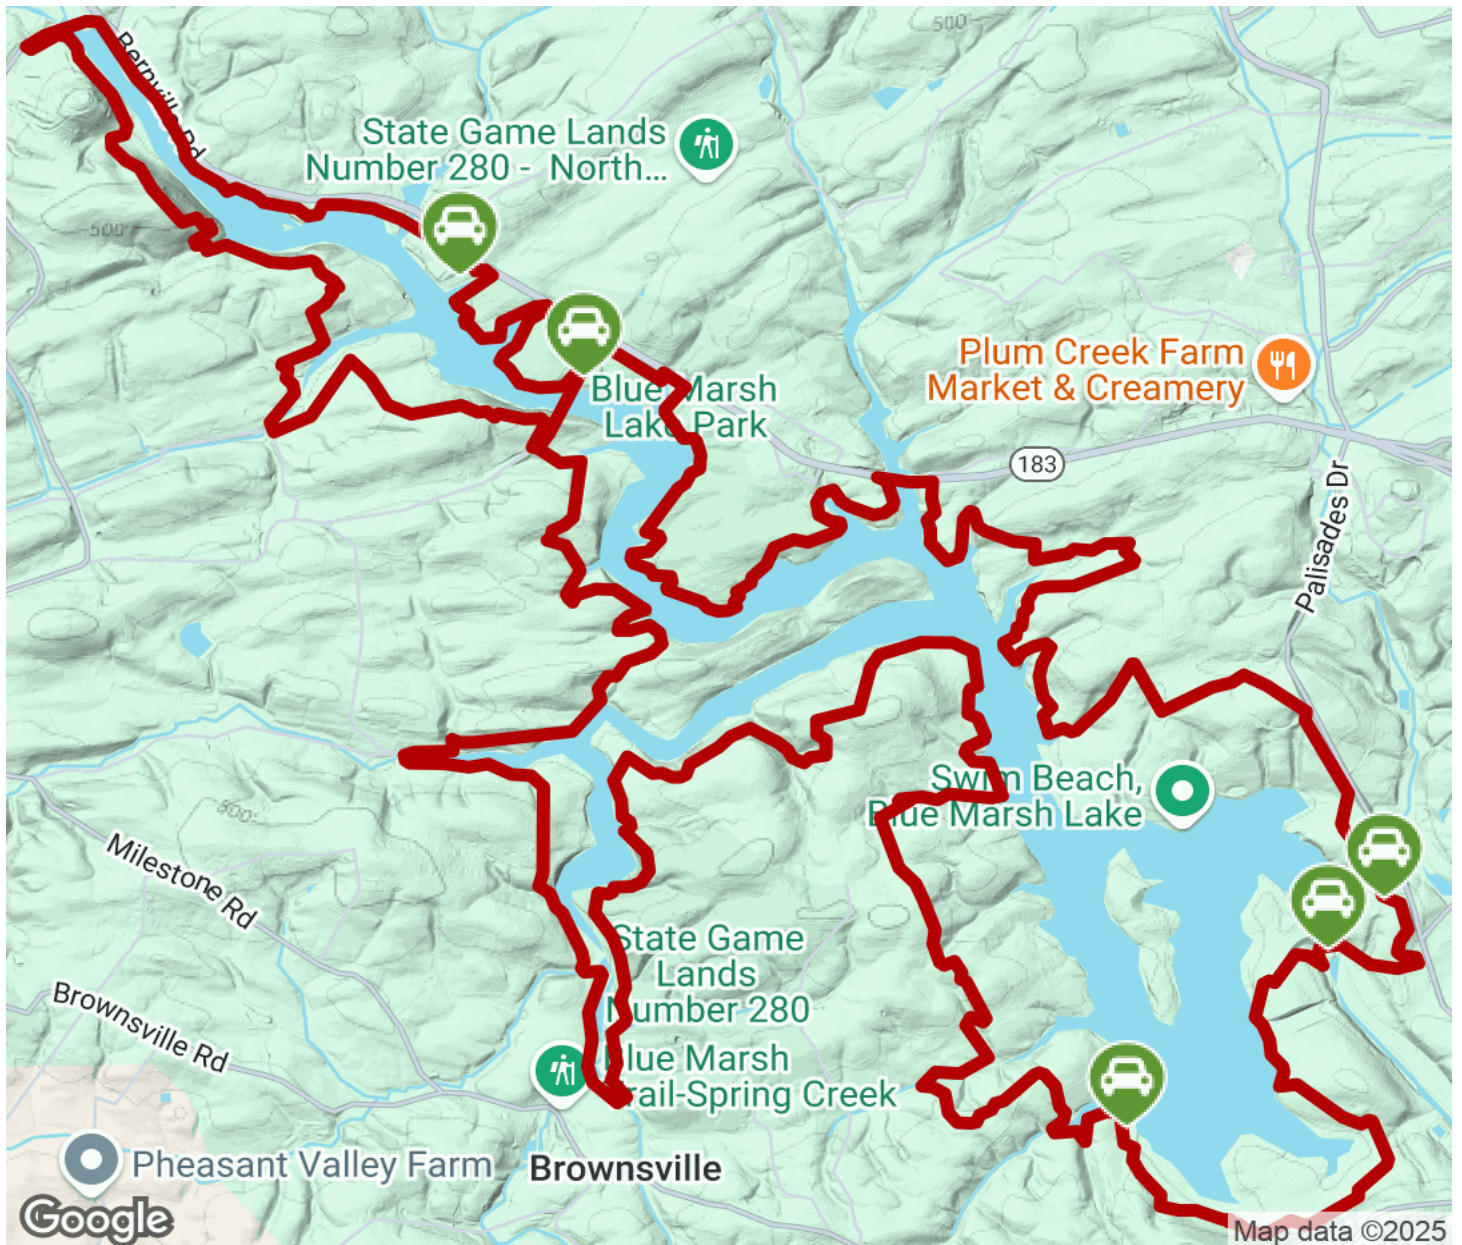 500
Bernville Rd
State Game Lands
Number 280 - North...
500
Plum Creek Farm
Market & Creamery
Blue Marsh
Lake Park
183
Palisades Dr
Swim Beach,
Blue Marsh Lake
500
Milestone Rd
State Game
Lands
Number 280
Brownsville Rd
Blue Marsh
Trail-Spring Creek
Pheasant Valley Farm
Brownsville
Google
Map data ©2025